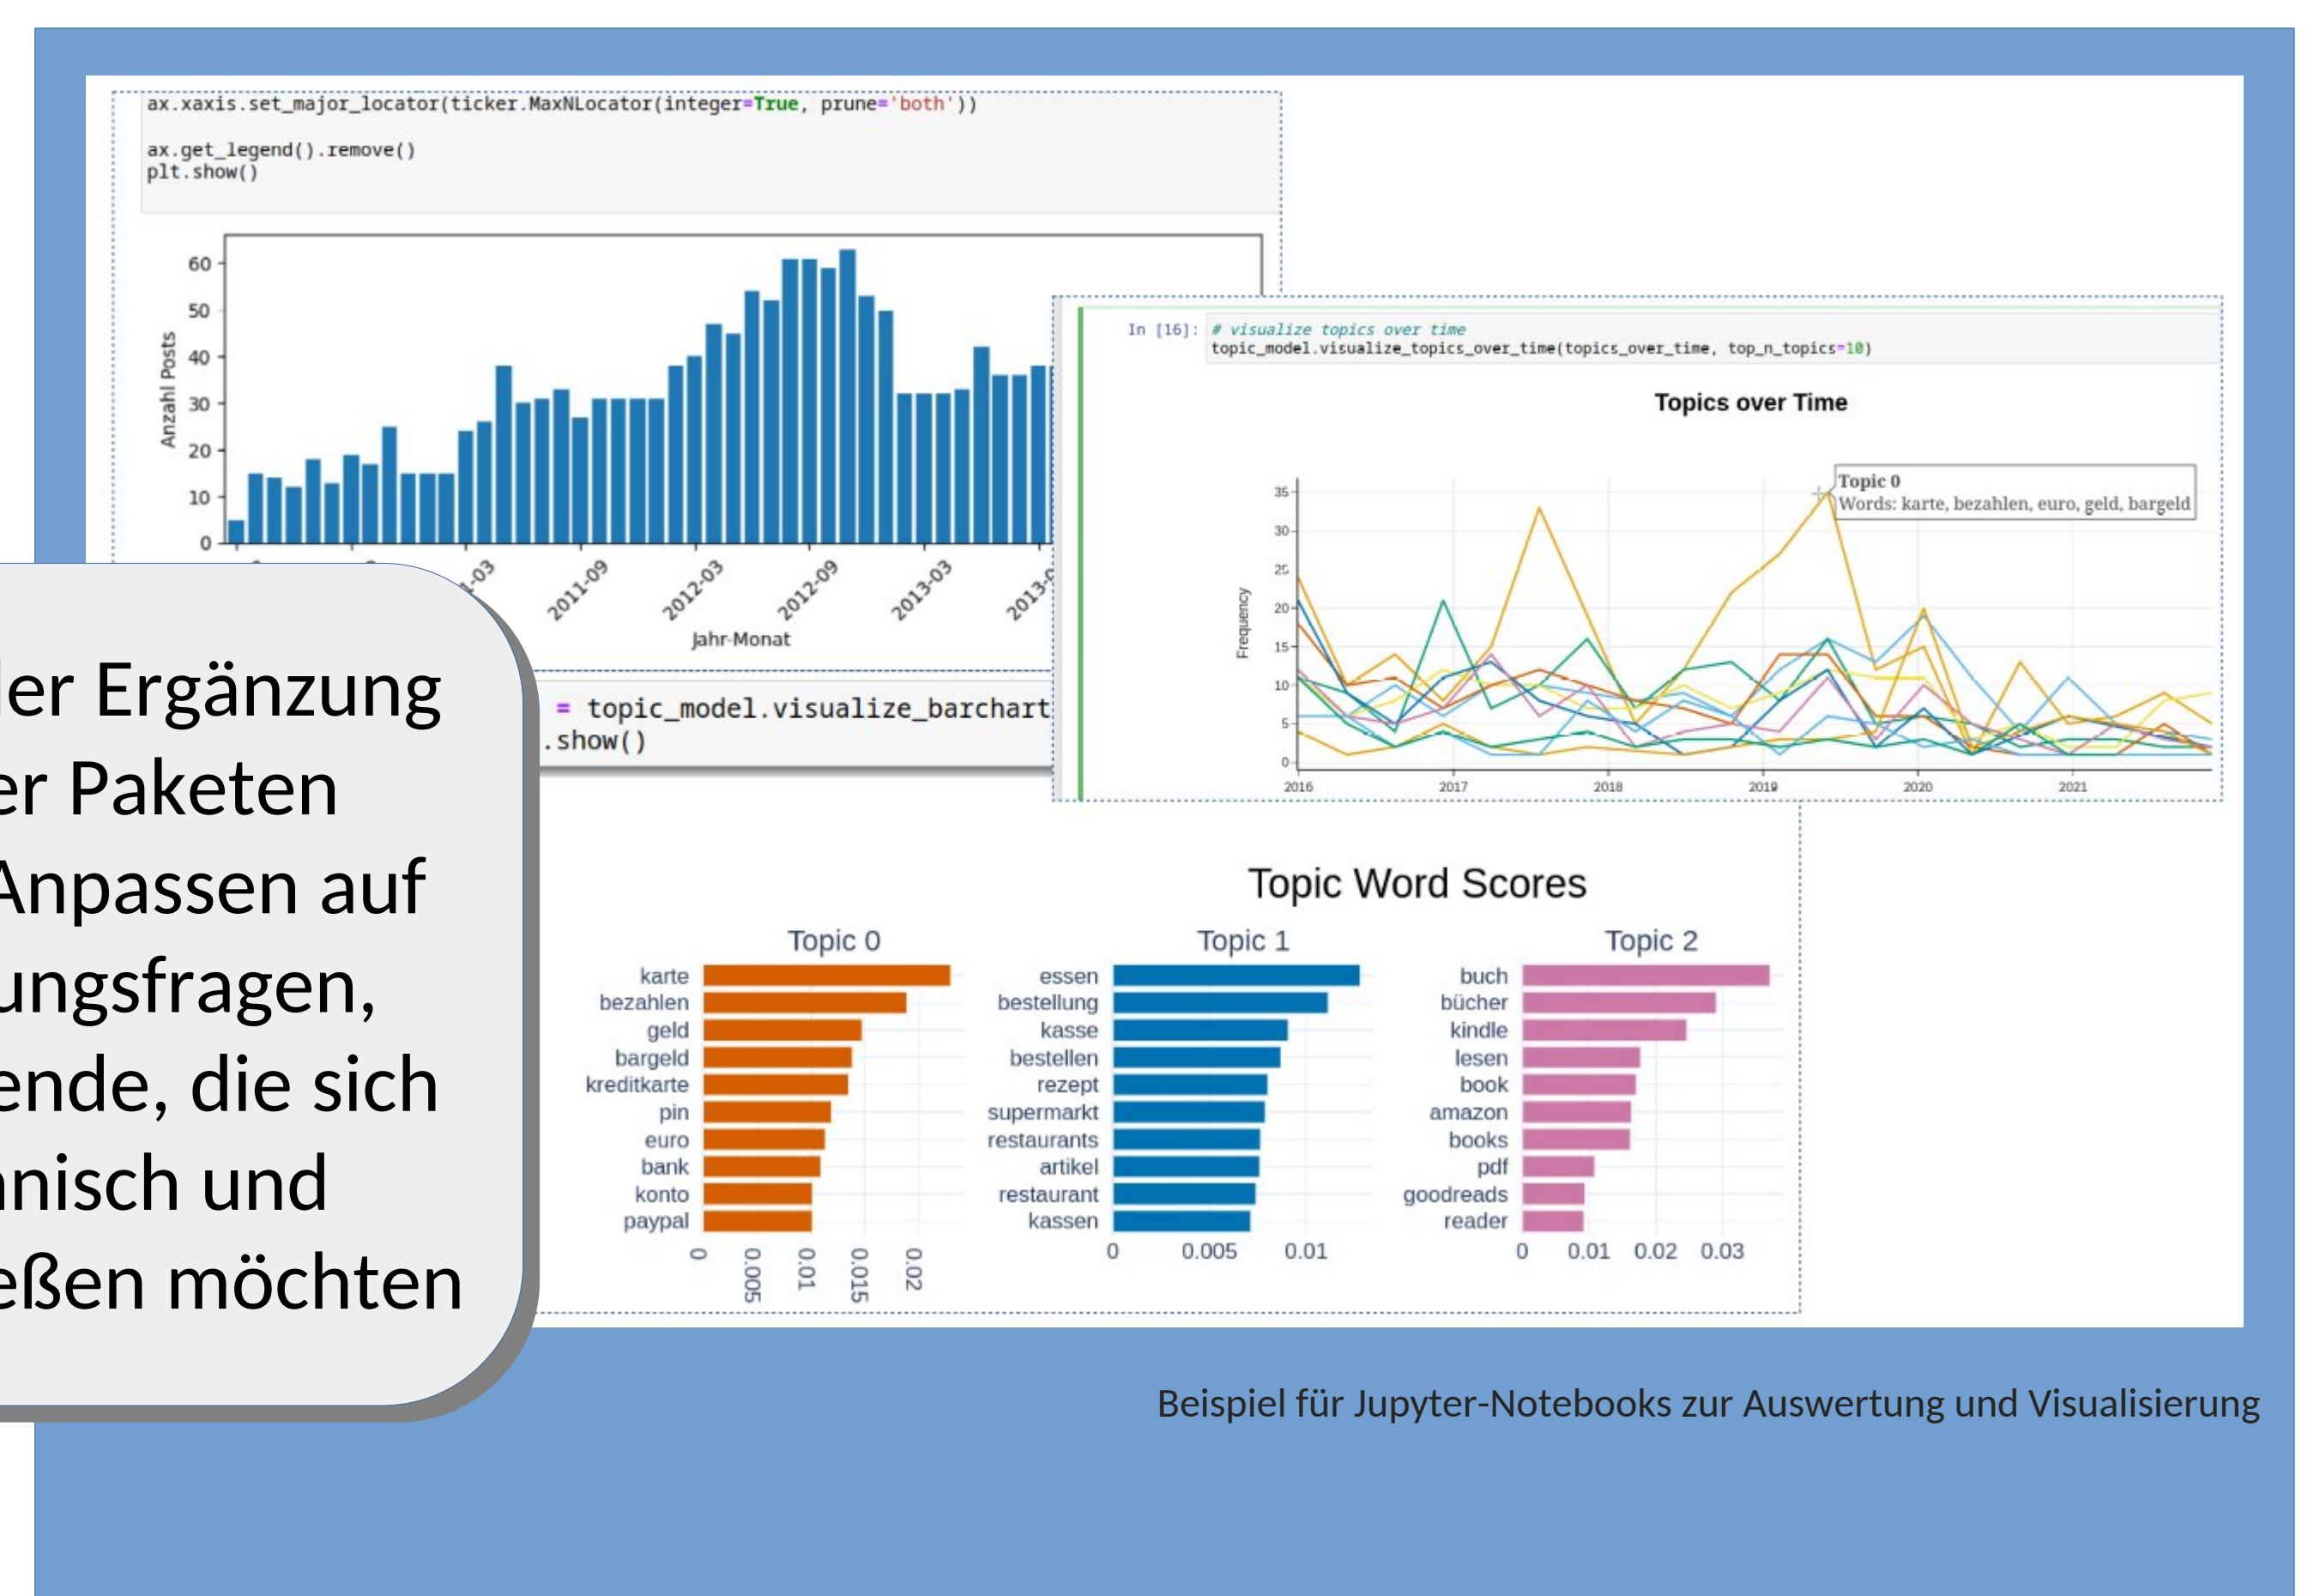 ax.xaxis.set_major_locator(ticker.MaxNLocator(integer=True, prune='both'))
ax.get_legend().remove()
plt.show()
60
50
40
30
20
10
0
Anzahl Posts
1-03
2011-09
2012-03
2012-09
2013-03
2013-0
Jahr-Monat
In [16]:
# visualize topics over time
topic_model.visualize_topics_over_time(topics_over_time, top_n_topics=10)
Topics over Time
Topic 0
Words: karte, bezahlen, euro, geld, bargeld
35
30
25
20
15
10
5
0
Frequency
2016
2017
2018
2019
2020
2021
= topic_model.visualize_barchart
.show()
der Ergänzung
er Paketen
Anpassen auf
ungsfragen,
ende, die sich
nisch und
eßen möchten
Topic Word Scores
Topic 0
karte
bezahlen
geld
bargeld
kreditkarte
pin
euro
bank
konto
paypal
0
0.005
0.01
0.015
0.02
Topic 1
essen
bestellung
kasse
bestellen
rezept
supermarkt
restaurants
artikel
restaurant
kassen
0
0.005
0.01
Topic 2
buch
bücher
kindle
lesen
book
amazon
books
pdf
goodreads
reader
0
0.01
0.02
0.03
Beispiel für Jupyter-Notebooks zur Auswertung und Visualisierung